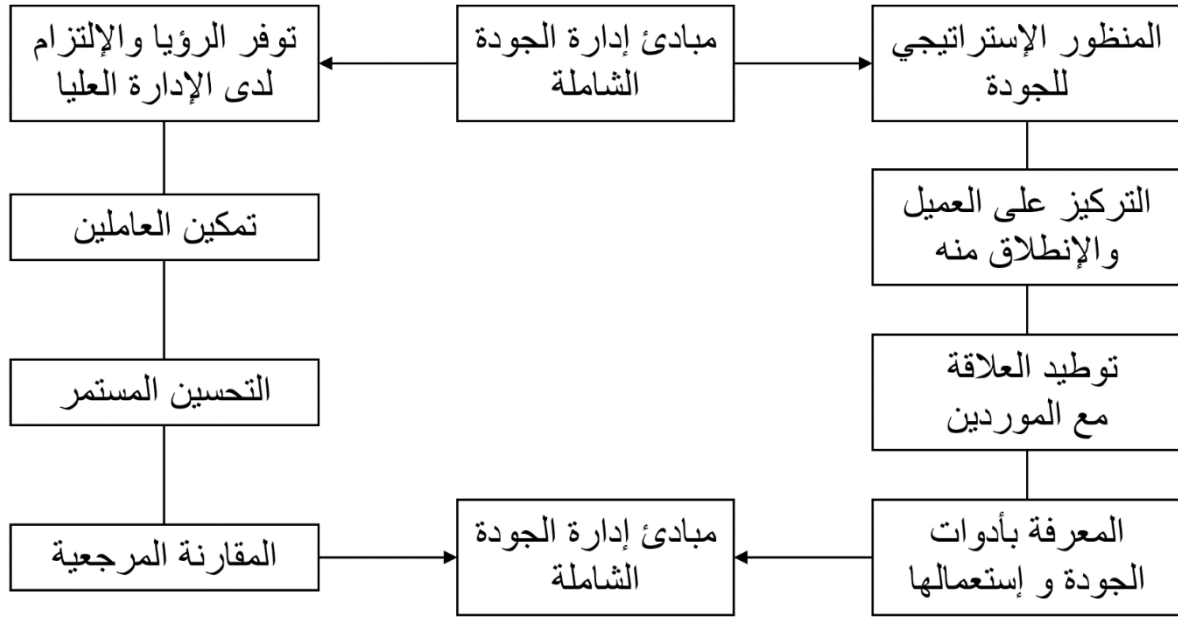 المنظور الإستراتيجي
للجودة
مبادئ إدارة الجودة
الشاملة
توفر الرؤيا والإلتزام
لدى الإدارة العليا
التركيز على العميل
والإنطلاق منه
تمكين العاملين
توطيد العلاقة
مع الموردين
التحسين المستمر
المعرفة بأدوات
الجودة و إستعمالها
مبادئ إدارة الجودة
الشاملة
المقارنة المرجعية